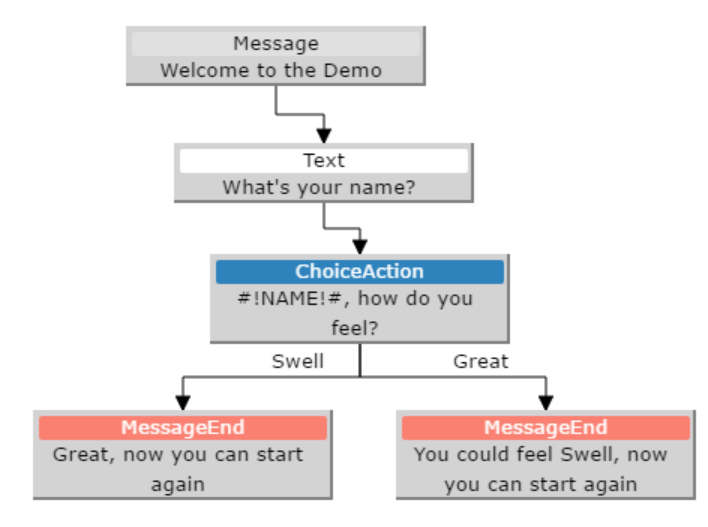 Message
Welcome to the Demo
Text
What's your name?
ChoiceAction
#!NAME!#, how do you
feel?
Swell
Great
MessageEnd
Great, now you can start
again
MessageEnd
You could feel Swell, now
you can start again